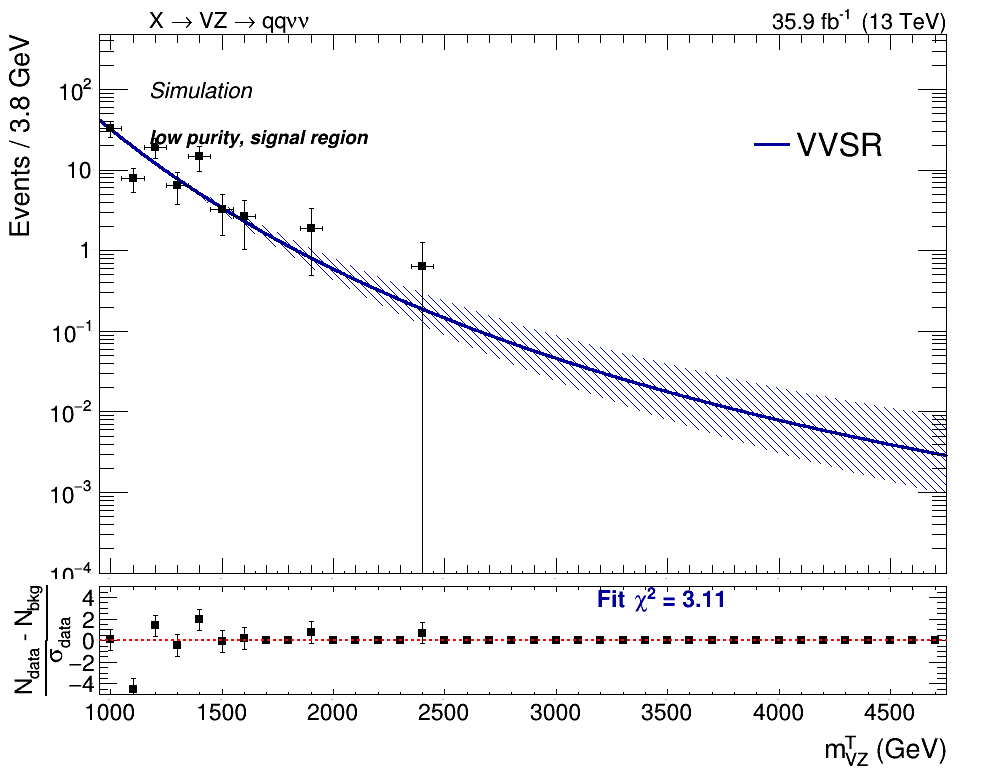 X → VZ → qqνν
35.9 fb⁻¹ (13 TeV)
Events / 3.8 GeV
Simulation
low purity, signal region
VVSR
10²
10
1
10⁻¹
10⁻²
10⁻³
10⁻⁴
N_data - N_bkg
σ_data
Fit χ² = 3.11
4
2
0
−2
−4
1000 1500 2000 2500 3000 3500 4000 4500
m^T_VZ (GeV)